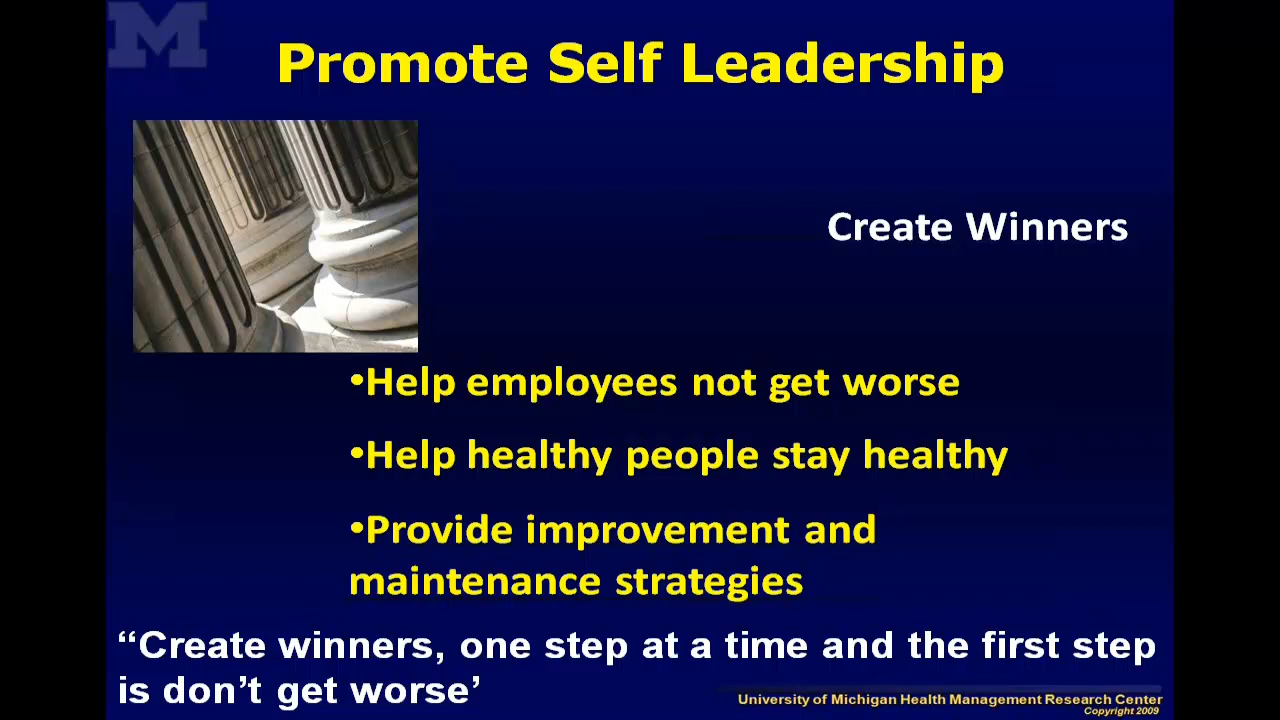 M
Promote Self Leadership
Create Winners
•Help employees not get worse
•Help healthy people stay healthy
•Provide improvement and
maintenance strategies
“Create winners, one step at a time and the first step
is don’t get worse’
University of Michigan Health Management Research Center
Copyright 2009